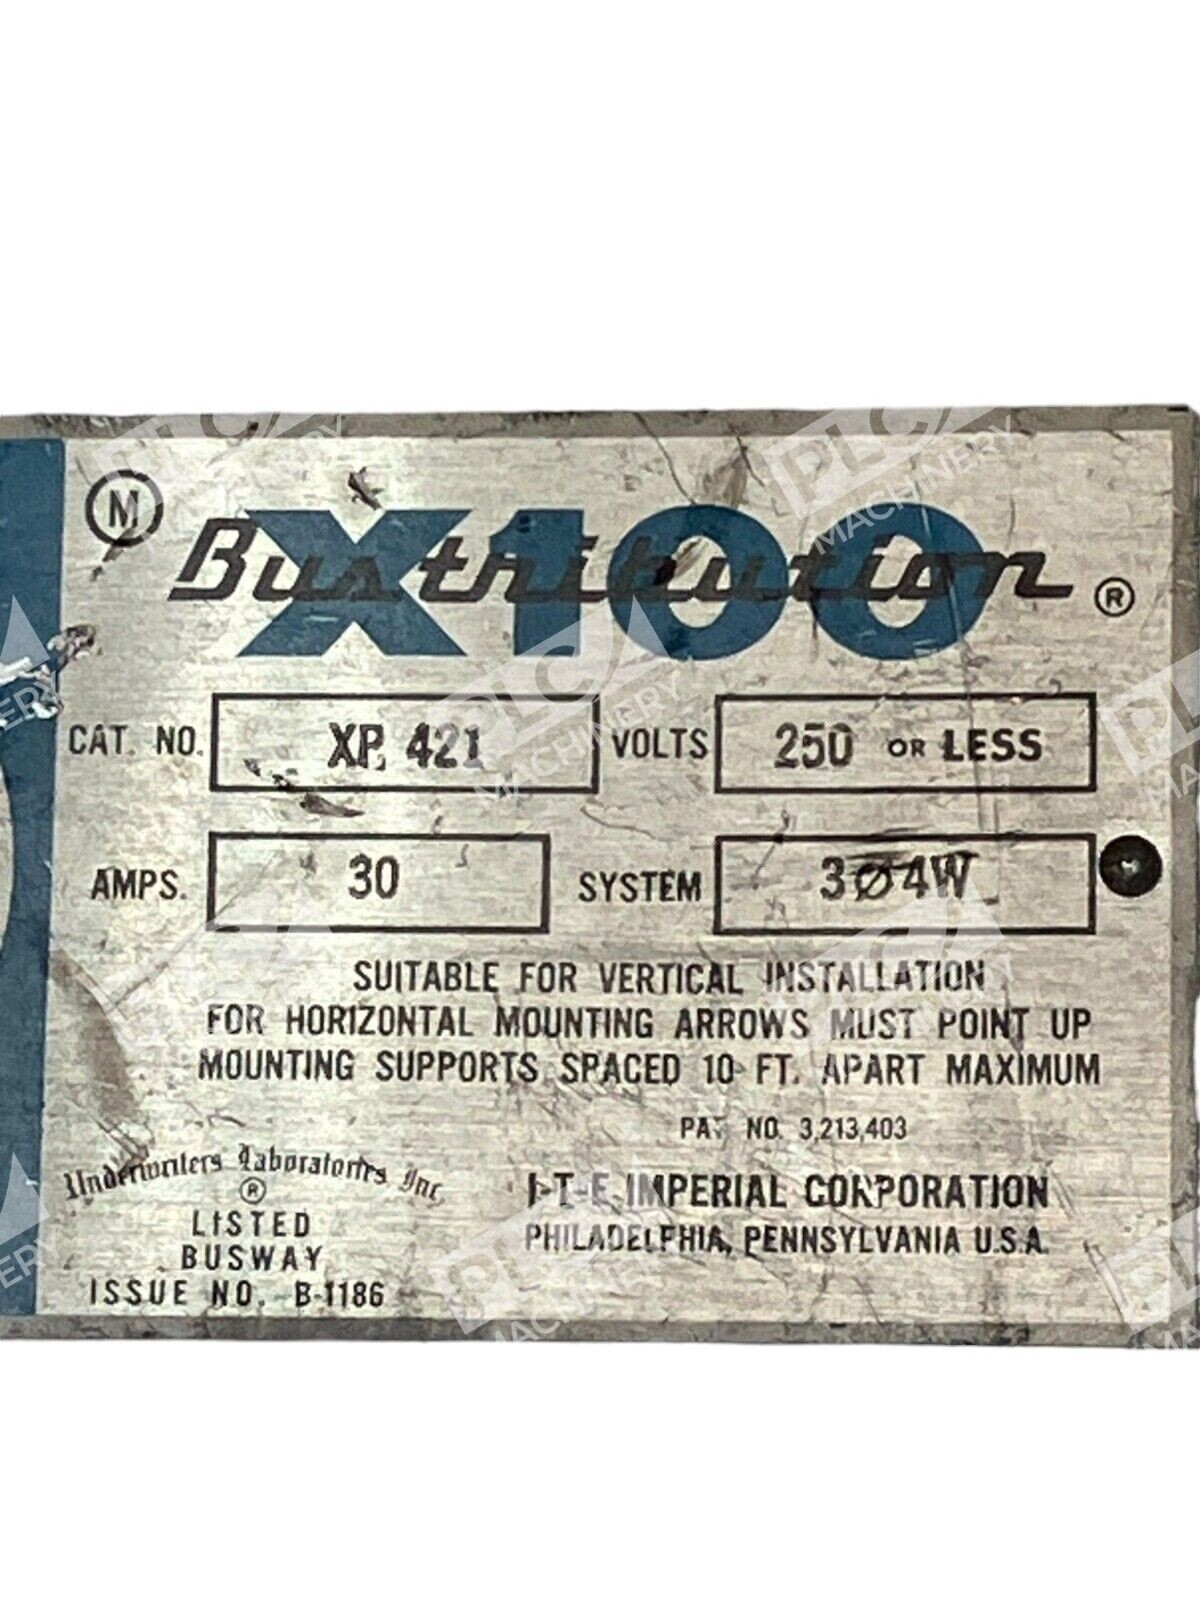 M
Bustribution ®
X100
CAT. NO. XP. 421 VOLTS 250 OR LESS
AMPS. 30 SYSTEM 3Ø4W
SUITABLE FOR VERTICAL INSTALLATION
FOR HORIZONTAL MOUNTING ARROWS MUST POINT UP
MOUNTING SUPPORTS SPACED 10 FT. APART MAXIMUM
PAT NO. 3,213,403
Underwriters Laboratories Inc.
®
LISTED
BUSWAY
ISSUE NO. B-1186
I-T-E IMPERIAL CORPORATION
PHILADELPHIA, PENNSYLVANIA U.S.A.
PLC MACHINERY